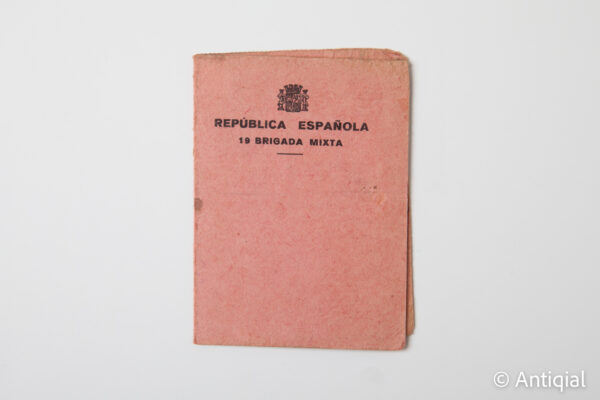 REPÚBLICA ESPAÑOLA
19 BRIGADA MIXTA
© Antiqial